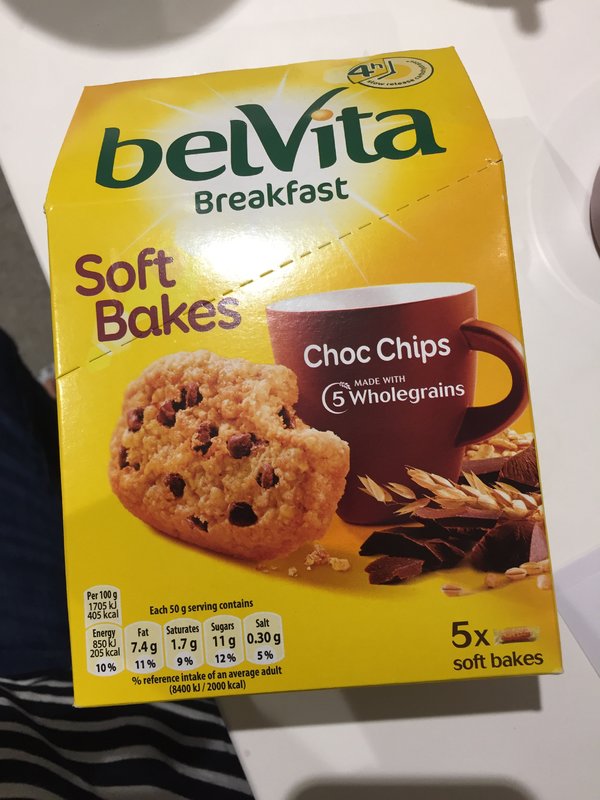 4h
slow release
belVita
Breakfast
Soft
Bakes
Choc Chips
MADE WITH
5 Wholegrains
Per 100 g
1705 kJ
405 kcal
Each 50 g serving contains
Energy
850 kJ
205 kcal
10 %
Fat
7.4 g
11 %
Saturates
1.7 g
9 %
Sugars
11 g
12 %
Salt
0.30 g
5 %
% reference intake of an average adult
(8400 kJ / 2000 kcal)
5x
soft bakes